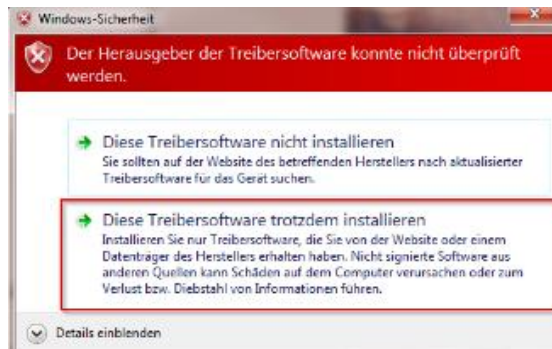 Windows-Sicherheit
Der Herausgeber der Treibersoftware konnte nicht überprüft
werden.
Diese Treibersoftware nicht installieren
Sie sollten auf der Website des betreffenden Herstellers nach aktualisierter
Treibersoftware für das Gerät suchen.
Diese Treibersoftware trotzdem installieren
Installieren Sie nur Treibersoftware, die Sie von der Website oder einem
Datenträger des Herstellers erhalten haben. Nicht signierte Software aus
anderen Quellen kann Schäden auf dem Computer verursachen oder zum
Verlust bzw. Diebstahl von Informationen führen.
Details einblenden